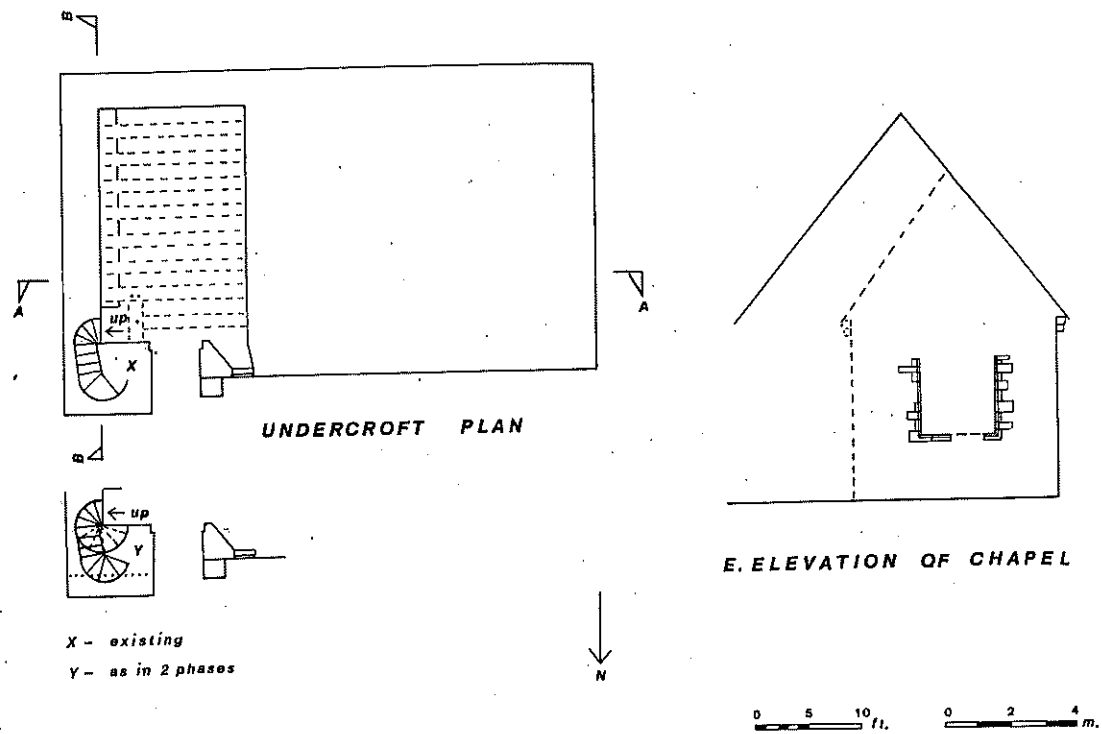 B
A
A
up
X
UNDERCROFT PLAN
B
up
Y
E. ELEVATION OF CHAPEL
X - existing
Y - as in 2 phases
N
0 5 10 ft.
0 2 4 m.